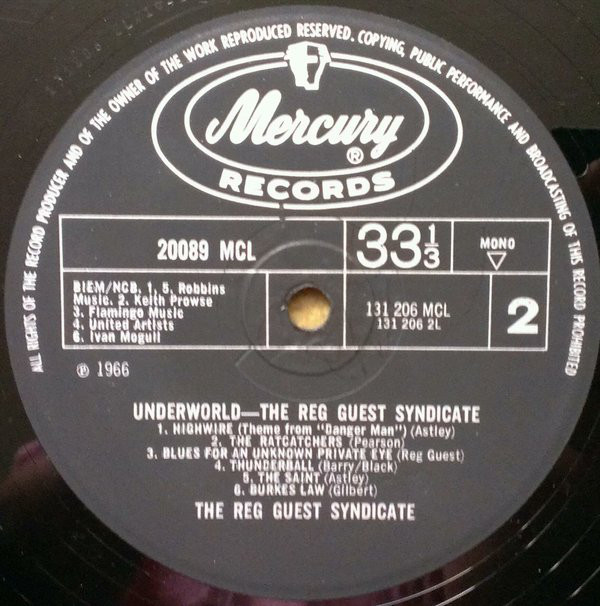 ALL RIGHTS OF THE RECORD PRODUCER AND OF THE OWNER OF THE WORK REPRODUCED RESERVED. COPYING, PUBLIC PERFORMANCE AND BROADCASTING OF THIS RECORD PROHIBITED
Mercury
®
RECORDS
20089 MCL
33⅓
MONO
BIEM/NCB, 1, 5. Robbins
Music. 2. Keith Prowse
3. Flamingo Music
4. United Artists
6. Ivan Mogull
131 206 MCL
131 206 2L
2
℗ 1966
UNDERWORLD—THE REG GUEST SYNDICATE
1. HIGHWIRE (Theme from "Danger Man") (Astley)
2. THE RATCATCHERS (Pearson)
3. BLUES FOR AN UNKNOWN PRIVATE EYE (Reg Guest)
4. THUNDERBALL (Barry/Black)
5. THE SAINT (Astley)
6. BURKES LAW (Gilbert)
THE REG GUEST SYNDICATE